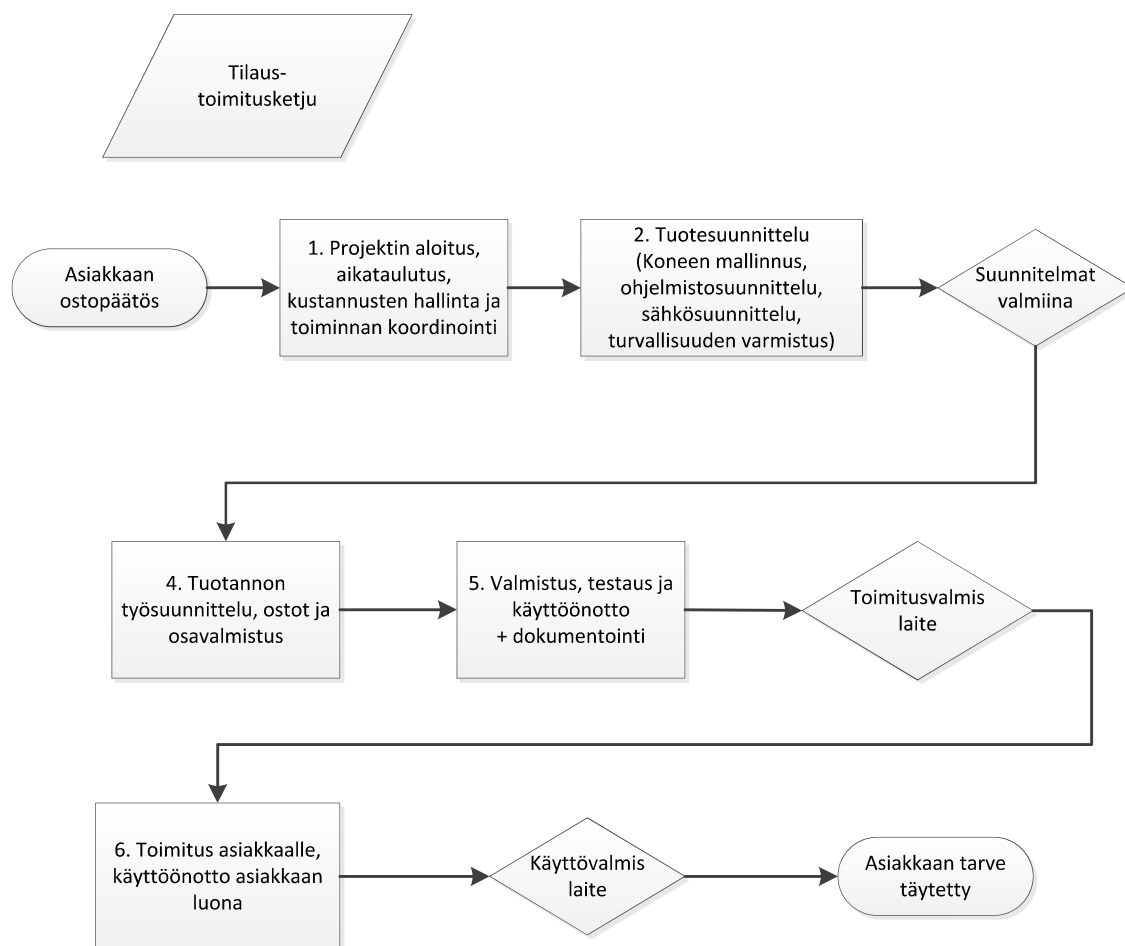 Tilaus-
toimitusketju
Asiakkaan
ostopäätös
1. Projektin aloitus,
aikataulutus,
kustannusten hallinta ja
toiminnan koordinointi
2. Tuotesuunnittelu
(Koneen mallinnus,
ohjelmistosuunnittelu,
sähkösuunnittelu,
turvallisuuden varmistus)
Suunnitelmat
valmiina
4. Tuotannon
työsuunnittelu, ostot ja
osavalmistus
5. Valmistus, testaus ja
käyttöönotto
+ dokumentointi
Toimitusvalmis
laite
6. Toimitus asiakkaalle,
käyttöönotto asiakkaan
luona
Käyttövalmis
laite
Asiakkaan tarve
täytetty